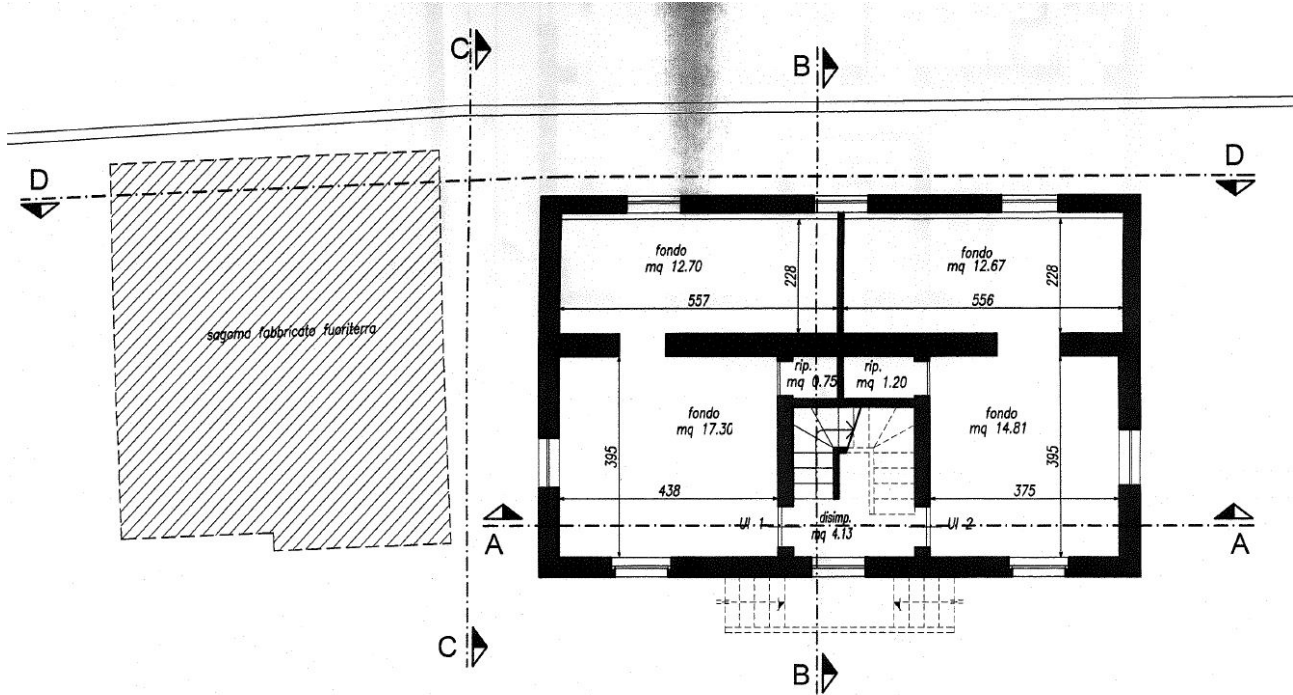 C
B
D
D
fondo
mq 12.70
228
557
fondo
mq 12.67
228
556
sagoma fabbricato fuoriterra
rip.
mq 0.75
rip.
mq 1.20
fondo
mq 17.30
395
438
fondo
mq 14.81
395
375
UI 1
disimp.
mq 4.13
UI 2
A
A
C
B